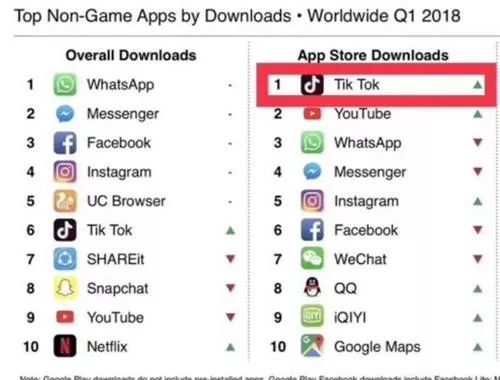 Top Non-Game Apps by Downloads • Worldwide Q1 2018
Overall Downloads
1 WhatsApp -
2 Messenger -
3 Facebook -
4 Instagram -
5 UC Browser -
6 Tik Tok ▲
7 SHAREit ▼
8 Snapchat ▼
9 YouTube ▼
10 Netflix ▲
App Store Downloads
1 Tik Tok ▲
2 YouTube ▲
3 WhatsApp ▼
4 Messenger ▼
5 Instagram ▲
6 Facebook ▼
7 WeChat ▼
8 QQ ▲
9 iQIYI ▲
10 Google Maps ▲
Note: Google Play downloads do not include pre-installed apps. Google Play Facebook downloads include Facebook Lite;